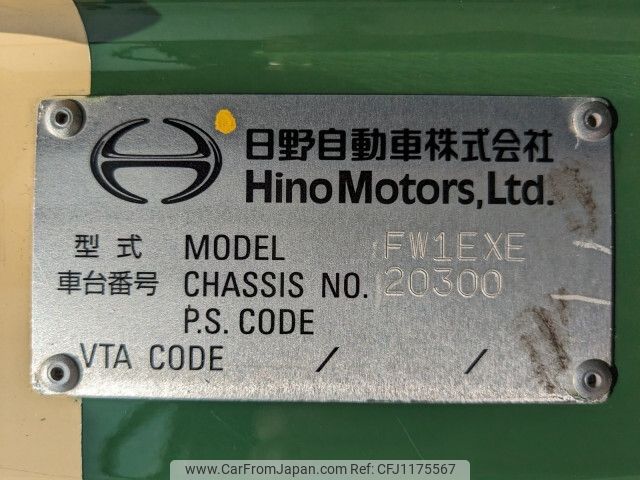 日野自動車株式会社
Hino Motors, Ltd.
型式 MODEL FW1EXE
車台番号 CHASSIS NO. 20300
P.S. CODE
VTA CODE / /
www.CarFromJapan.com | CFJ1175567